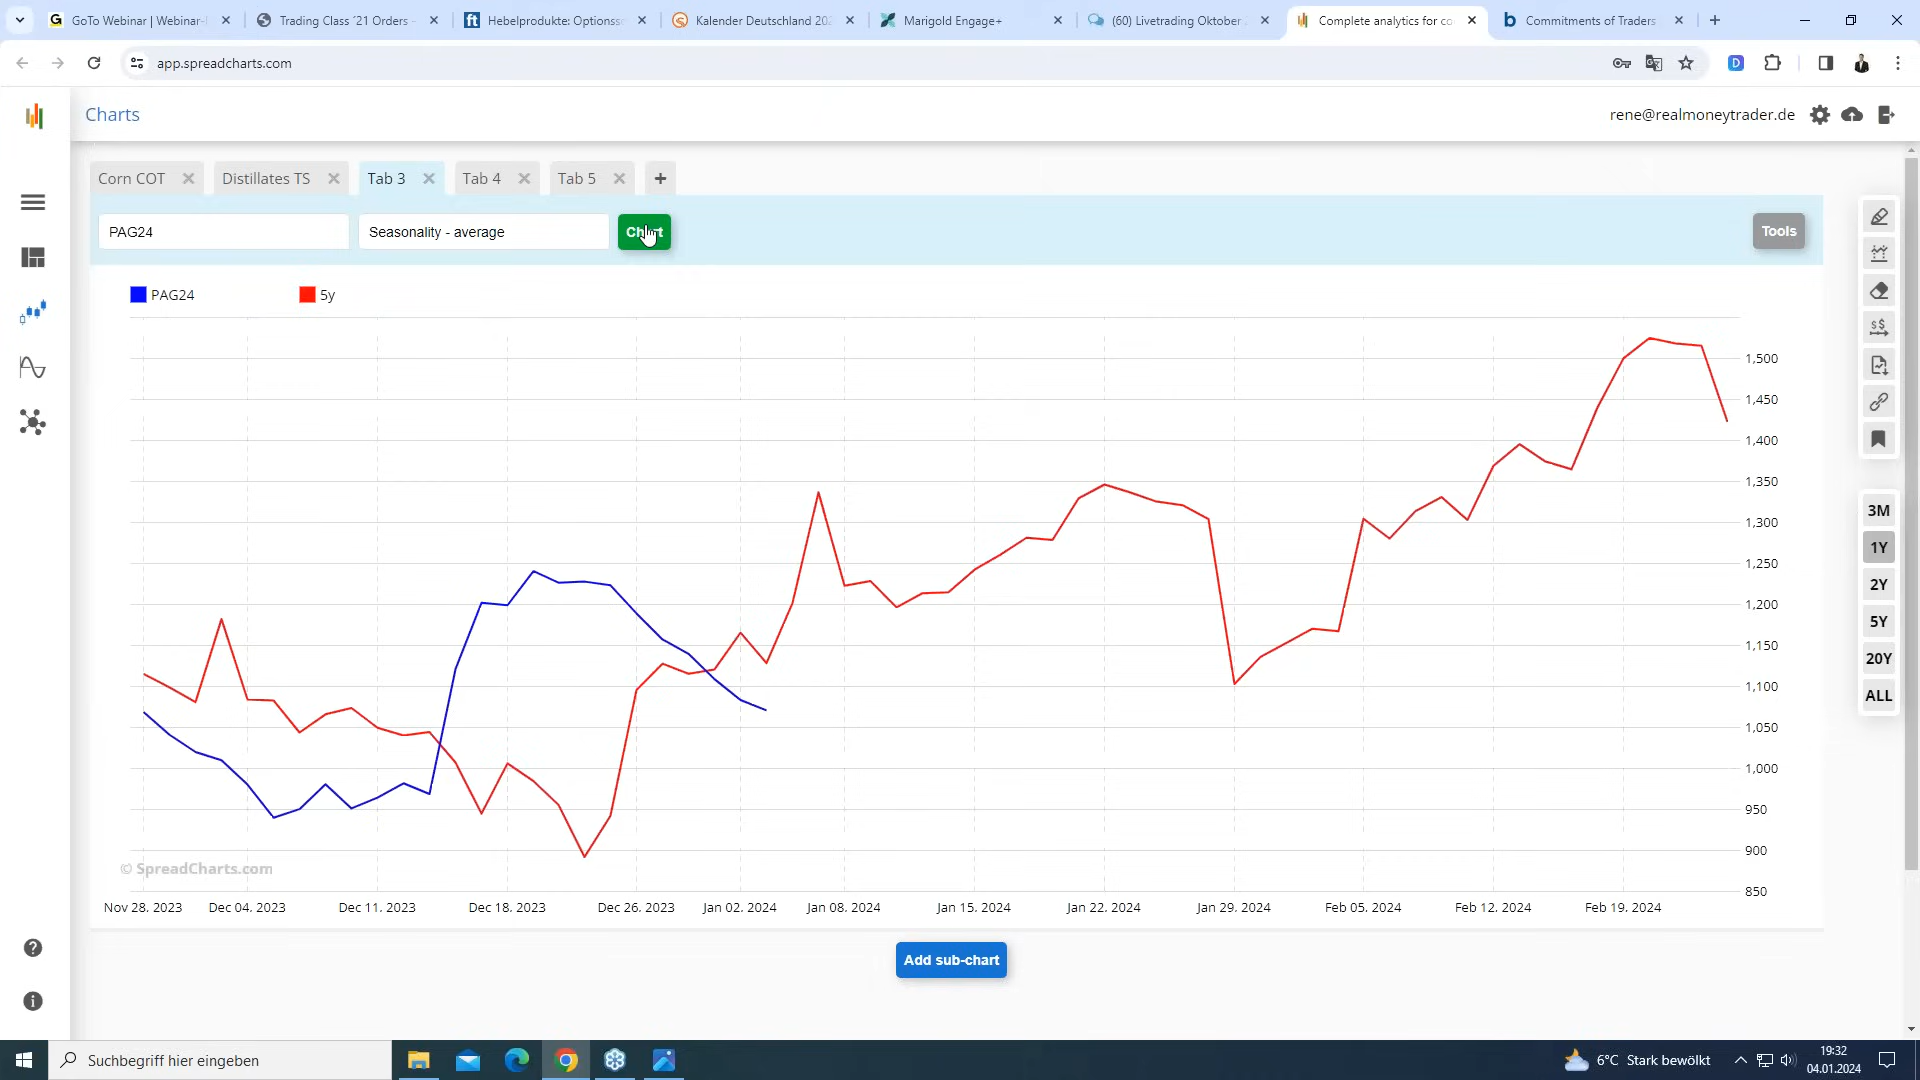 GoTo Webinar | Webinar-
Trading Class '21 Orders -
Hebelprodukte: Optionss
Kalender Deutschland 202
Marigold Engage+
(60) Livetrading Oktober
Complete analytics for co
Commitments of Traders
app.spreadcharts.com
Charts
rene@realmoneytrader.de
Corn COT
Distillates TS
Tab 3
Tab 4
Tab 5
PAG24
Seasonality - average
Chart
Tools
PAG24
5y
1,500
1,450
1,400
1,350
1,300
1,250
1,200
1,150
1,100
1,050
1,000
950
900
850
3M
1Y
2Y
5Y
20Y
ALL
© SpreadCharts.com
Nov 28. 2023
Dec 04. 2023
Dec 11. 2023
Dec 18. 2023
Dec 26. 2023
Jan 02. 2024
Jan 08. 2024
Jan 15. 2024
Jan 22. 2024
Jan 29. 2024
Feb 05. 2024
Feb 12. 2024
Feb 19. 2024
Add sub-chart
Suchbegriff hier eingeben
6°C Stark bewölkt
19:32
04.01.2024